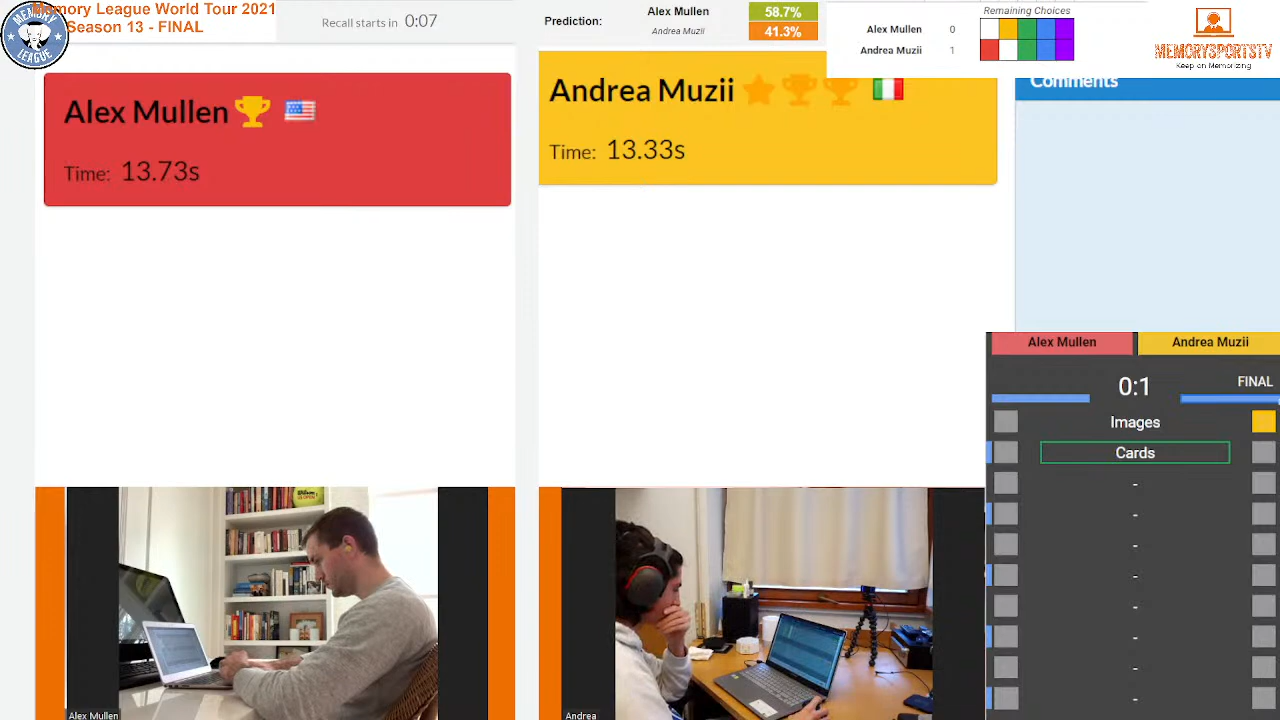 Memory League World Tour 2021
Season 13 - FINAL
MEMORY
LEAGUE
Recall starts in 0:07
Prediction:
Alex Mullen 58.7%
Andrea Muzii 41.3%
Remaining Choices
Alex Mullen 0
Andrea Muzii 1
MEMORYSPORTSTV
Keep on Memorizing
Alex Mullen
Time: 13.73s
Andrea Muzii
Time: 13.33s
Comments
Alex Mullen
Andrea Muzii
0:1
FINAL
Images
Cards
-
-
-
-
-
-
-
-
Alex Mullen
Andrea